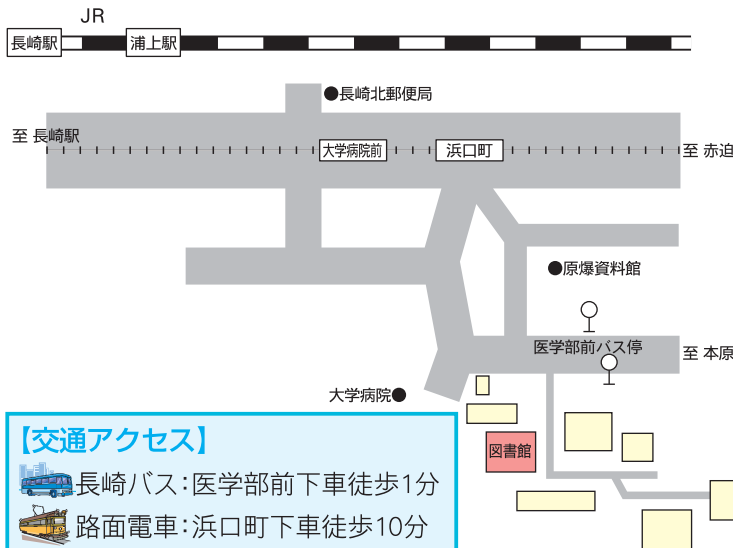 JR
長崎駅
浦上駅
●長崎北郵便局
至 長崎駅
大学病院前
浜口町
至 赤迫
●原爆資料館
医学部前バス停
至 本原
大学病院●
図書館
【交通アクセス】
長崎バス：医学部前下車徒歩1分
路面電車：浜口町下車徒歩10分